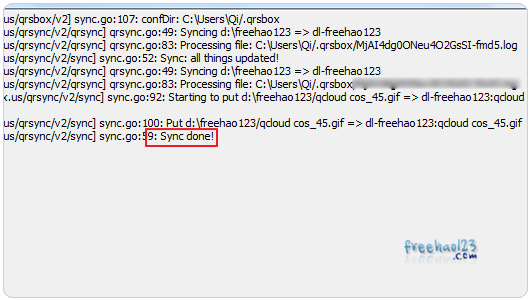 us/qrsbox/v2] sync.go:107: confDir: C:\Users\Qi/.qrsbox
us/qrsync/v2/qrsync] qrsync.go:49: Syncing d:\freehao123 => dl-freehao123
us/qrsync/v2/qrsync] qrsync.go:83: Processing file: C:\Users\Qi/.qrsbox/MjAI4dg0ONeu4O2GsSI-fmd5.log
us/qrsync/v2/sync] sync.go:52: Sync: all things updated!
us/qrsync/v2/qrsync] qrsync.go:49: Syncing d:\freehao123 => dl-freehao123
us/qrsync/v2/qrsync] qrsync.go:83: Processing file: C:\Users\Qi/.qrsbox
x.us/qrsync/v2/sync] sync.go:92: Starting to put d:\freehao123/qcloud cos_45.gif => dl-freehao123:qcloud
us/qrsync/v2/sync] sync.go:100: Put d:\freehao123/qcloud cos_45.gif => dl-freehao123:qcloud cos_45.gif
us/qrsync/v2/sync] sync.go:59: Sync done!
freehao123
.com